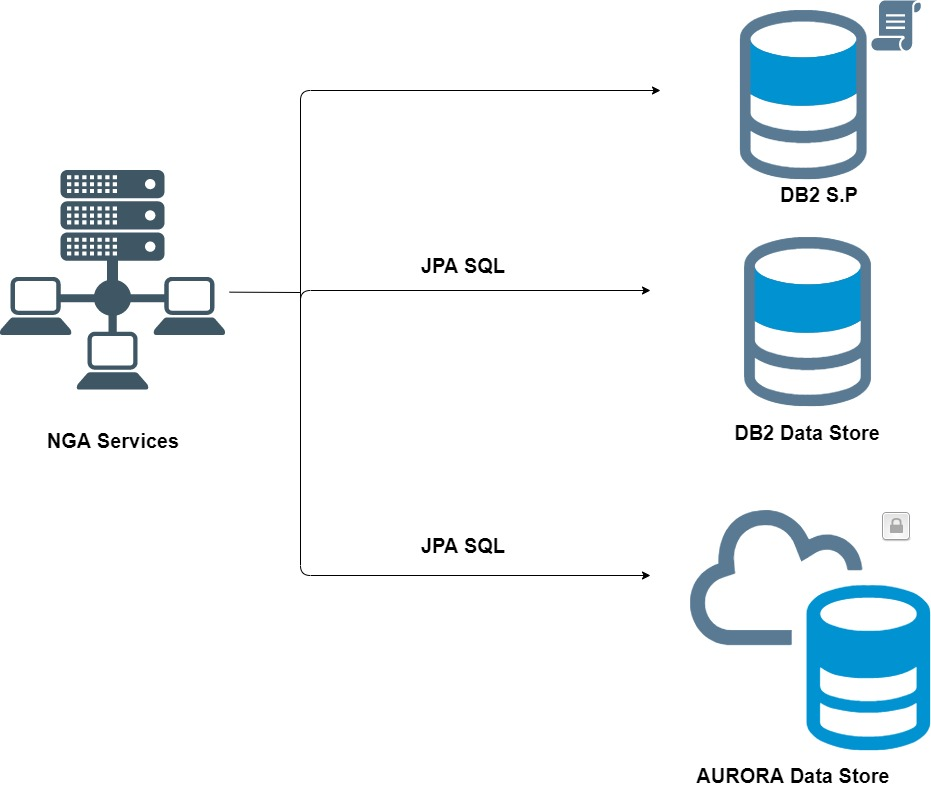 DB2 S.P
JPA SQL
DB2 Data Store
NGA Services
JPA SQL
AURORA Data Store